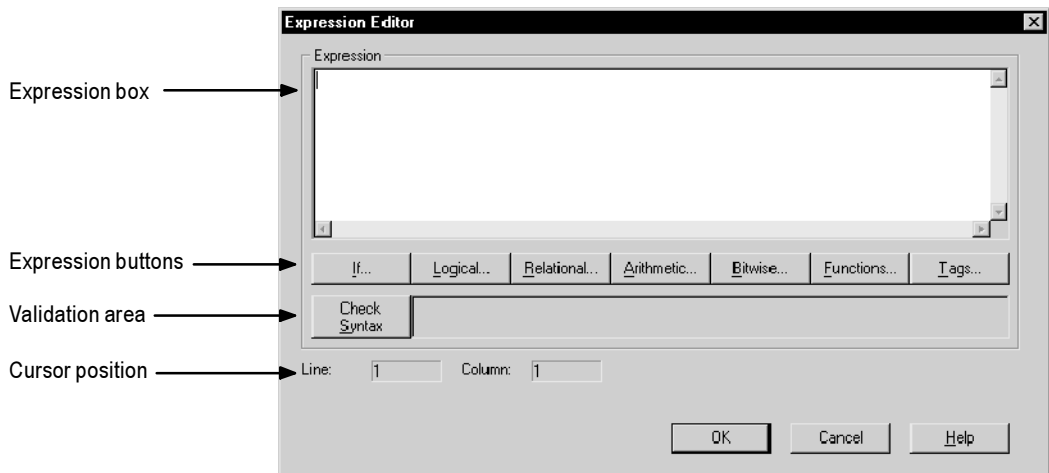 Expression Editor
Expression
Expression box
Expression buttons
If... Logical... Relational... Arithmetic... Bitwise... Functions... Tags...
Validation area
Check
Syntax
Cursor position
Line: 1 Column: 1
OK Cancel Help